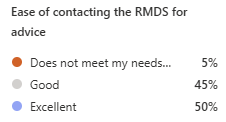 Ease of contacting the RMDS for
advice
Does not meet my needs... 5%
Good 45%
Excellent 50%